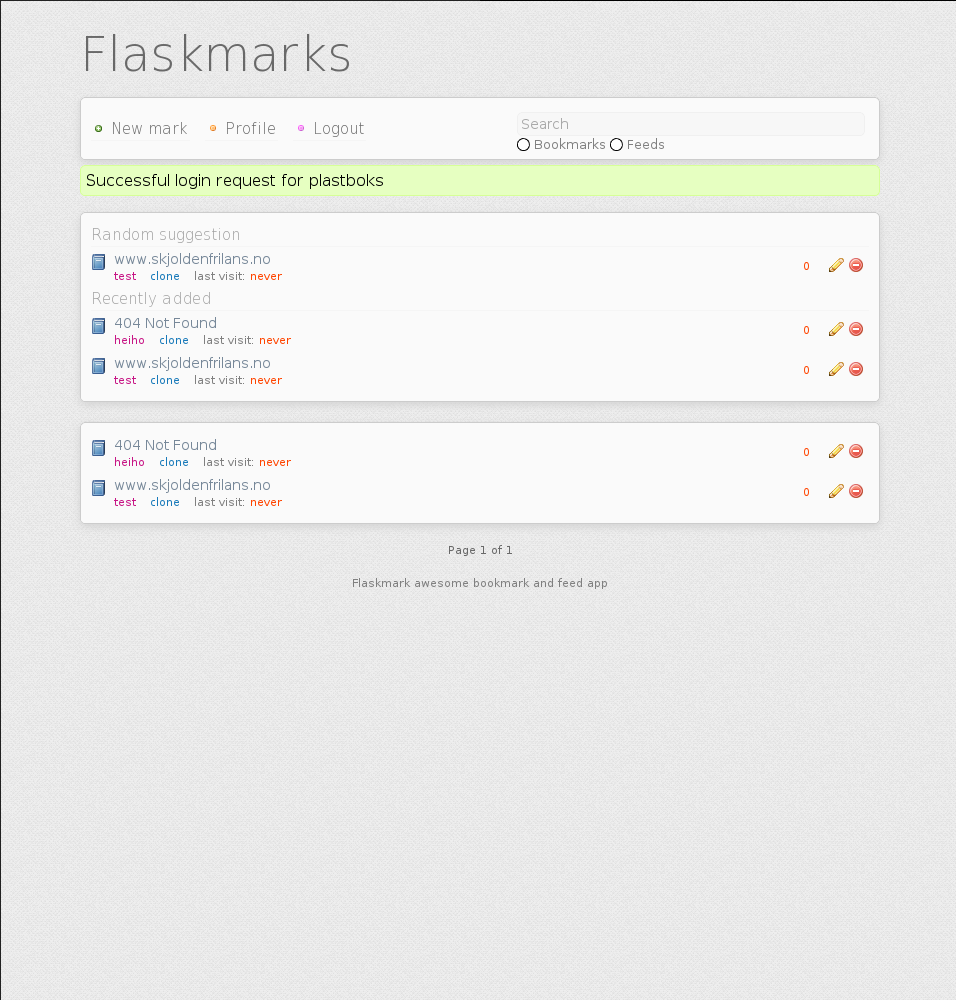 Flaskmarks
New mark Profile Logout
Search
Bookmarks Feeds
Successful login request for plastboks
Random suggestion
www.skjoldenfrilans.no
test clone last visit: never 0
Recently added
404 Not Found
heiho clone last visit: never 0
www.skjoldenfrilans.no
test clone last visit: never 0
404 Not Found
heiho clone last visit: never 0
www.skjoldenfrilans.no
test clone last visit: never 0
Page 1 of 1
Flaskmark awesome bookmark and feed app